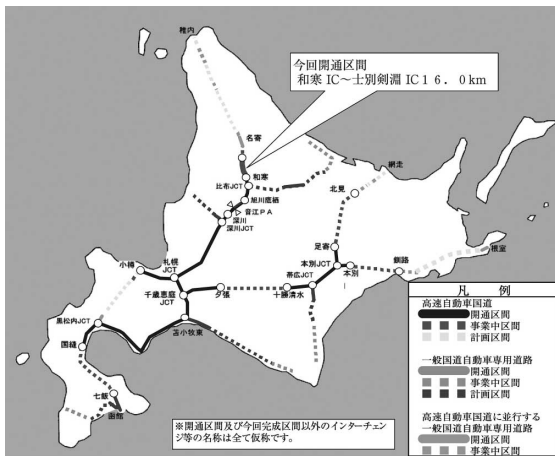 稚内
今回開通区間
和寒 IC～士別剣淵 IC16．0km
名寄
和寒
比布JCT
旭川鷹栖
音江PA
深川
深川JCT
網走
北見
足寄
本別JCT
本別
帯広JCT
釧路
根室
小樽
札幌
JCT
千歳恵庭
JCT
夕張
十勝清水
黒松内JCT
国縫
苫小牧東
七飯
函館
※開通区間及び今回完成区間以外のインターチェン
ジ等の名称は全て仮称です。
凡 例
高速自動車国道
開通区間
事業中区間
計画区間
一般国道自動車専用道路
開通区間
事業中区間
計画区間
高速自動車国道に並行する
一般国道自動車専用道路
開通区間
事業中区間